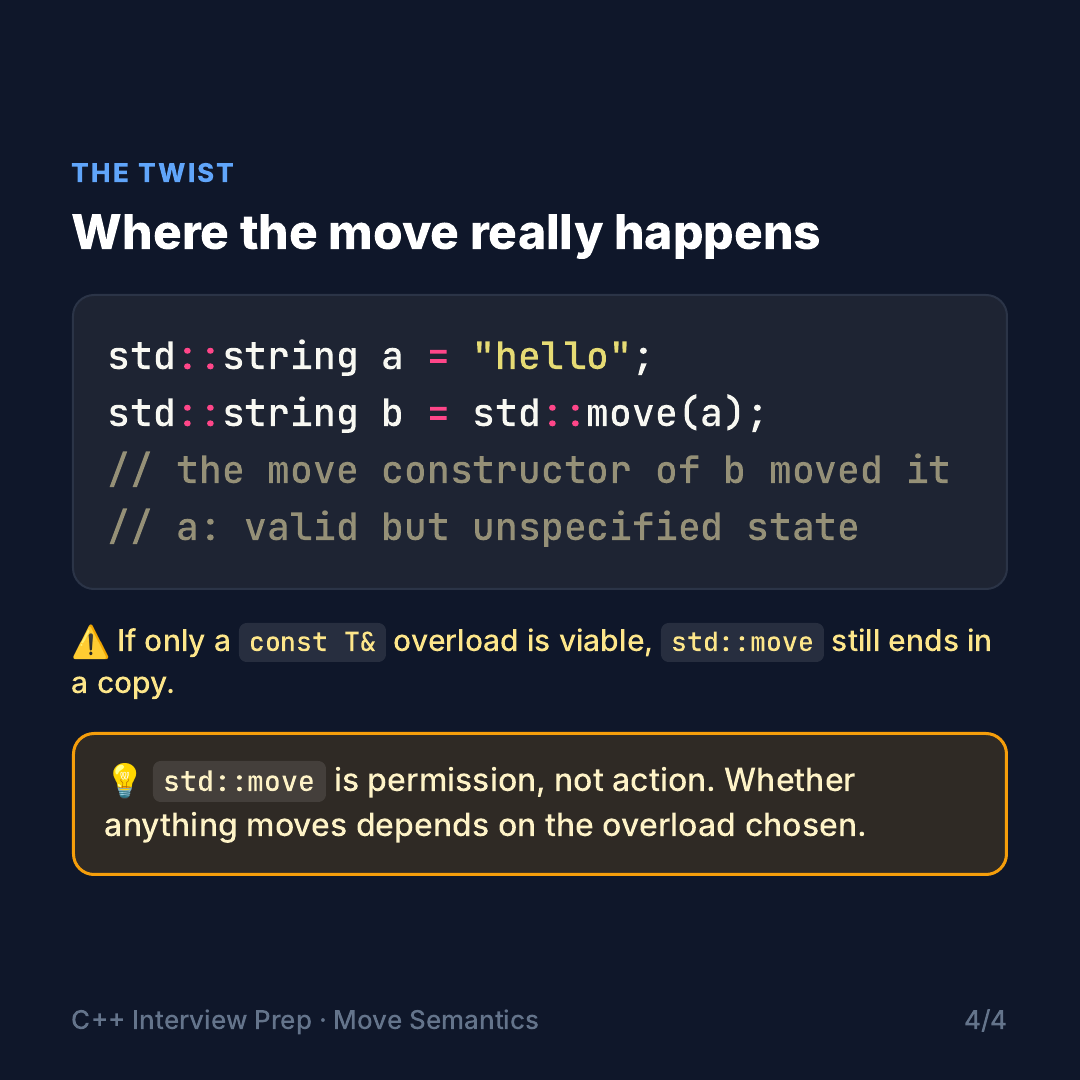 THE TWIST
Where the move really happens
std::string a = "hello";
std::string b = std::move(a);
// the move constructor of b moved it
// a: valid but unspecified state
⚠️ If only a const T& overload is viable, std::move still ends in
a copy.
💡 std::move is permission, not action. Whether
anything moves depends on the overload chosen.
C++ Interview Prep · Move Semantics
4/4